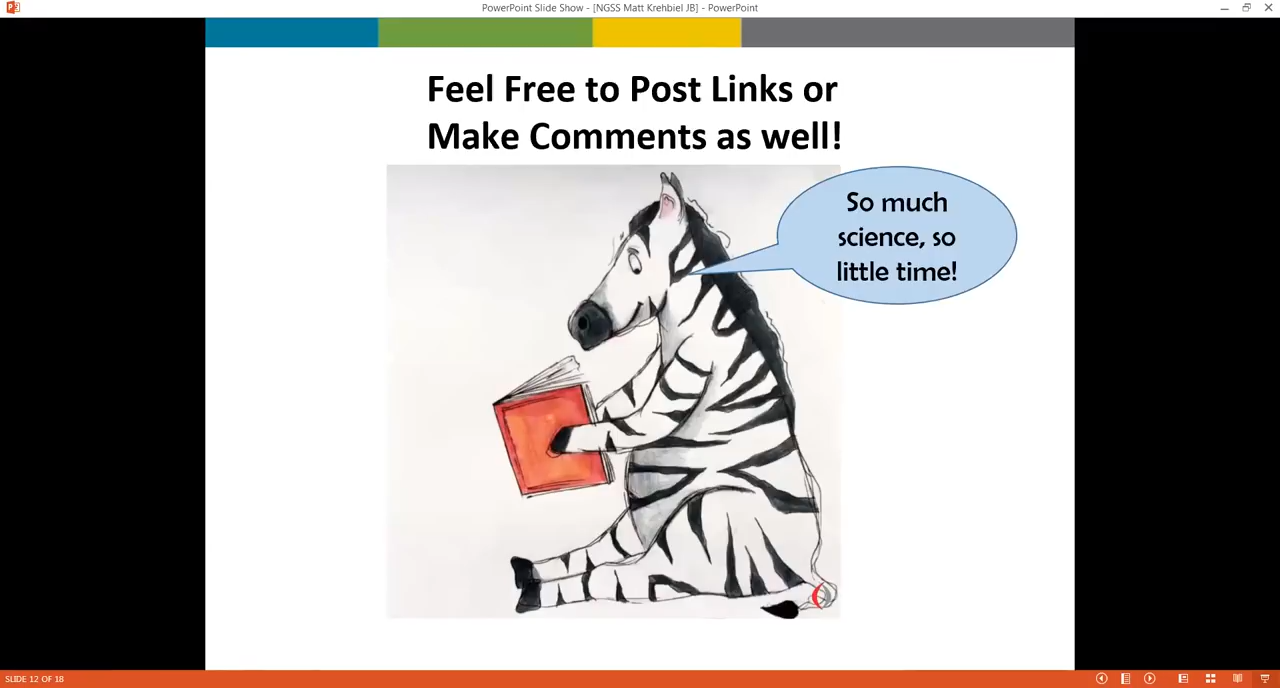 PowerPoint Slide Show - [NGSS Matt Krehbiel JB] - PowerPoint
Feel Free to Post Links or
Make Comments as well!
So much
science, so
little time!
SLIDE 12 OF 18